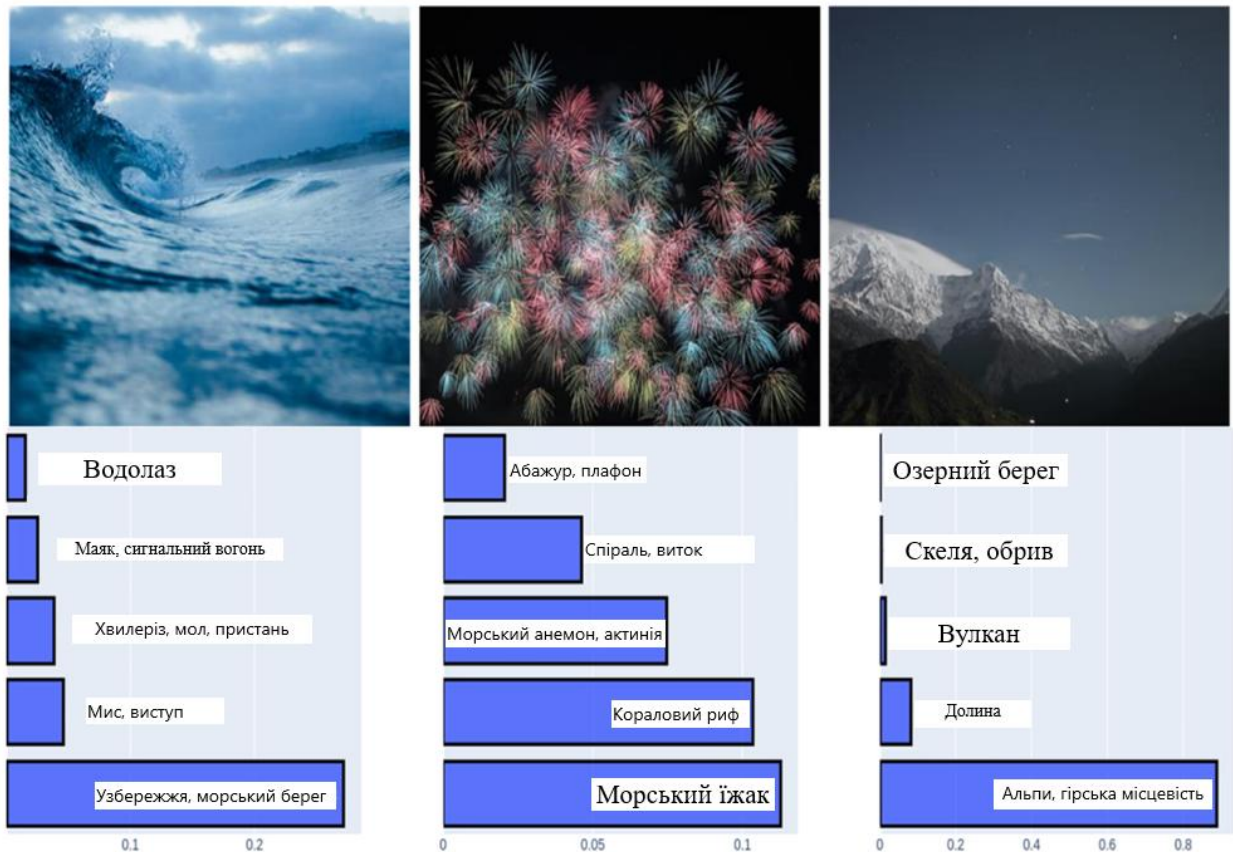 Водолаз
Маяк, сигнальний вогонь
Хвилеріз, мол, пристань
Мис, виступ
Узбережжя, морський берег
0.1 0.2
Абажур, плафон
Спіраль, виток
Морський анемон, актинія
Кораловий риф
Морський їжак
0 0.05 0.1
Озерний берег
Скеля, обрив
Вулкан
Долина
Альпи, гірська місцевість
0 0.2 0.4 0.6 0.8